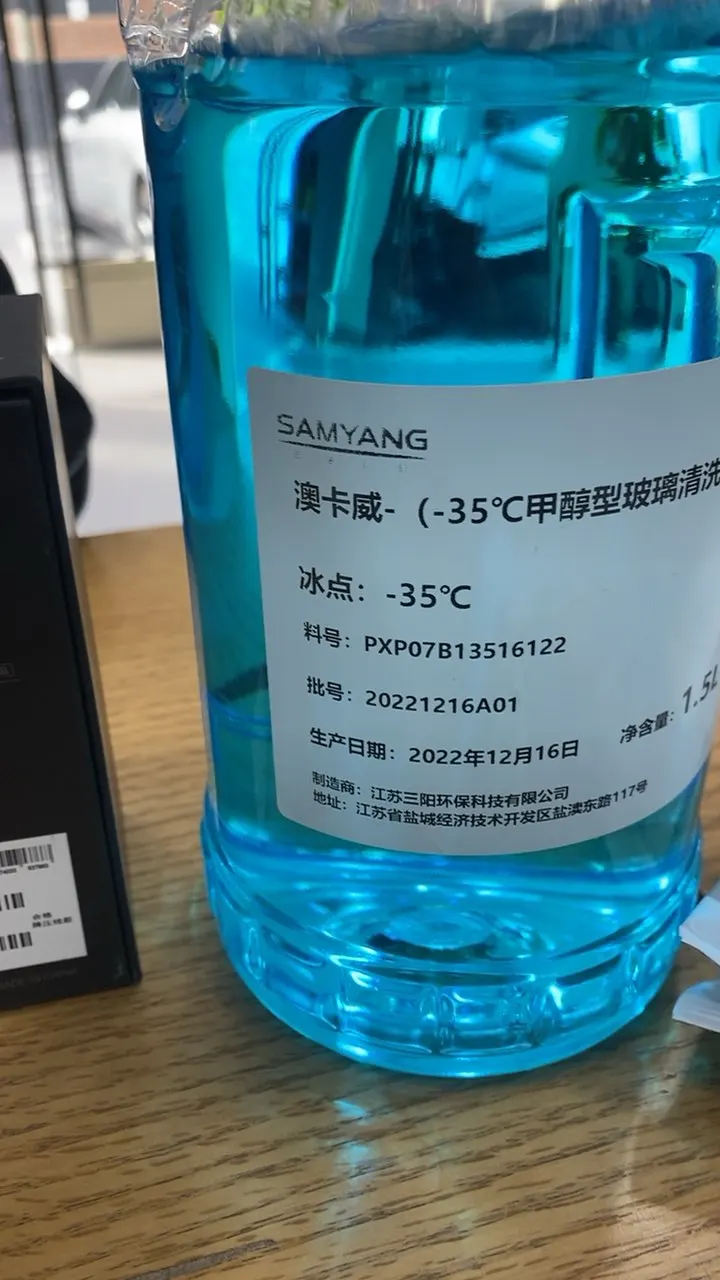 SAMYANG
澳卡威-（-35℃甲醇型玻璃清洗
冰点：-35℃
料号：PXP07B13516122
批号：20221216A01
生产日期：2022年12月16日
净含量：1.5L
制造商：江苏三阳环保科技有限公司
地址：江苏省盐城经济技术开发区盐渎东路117号
合格